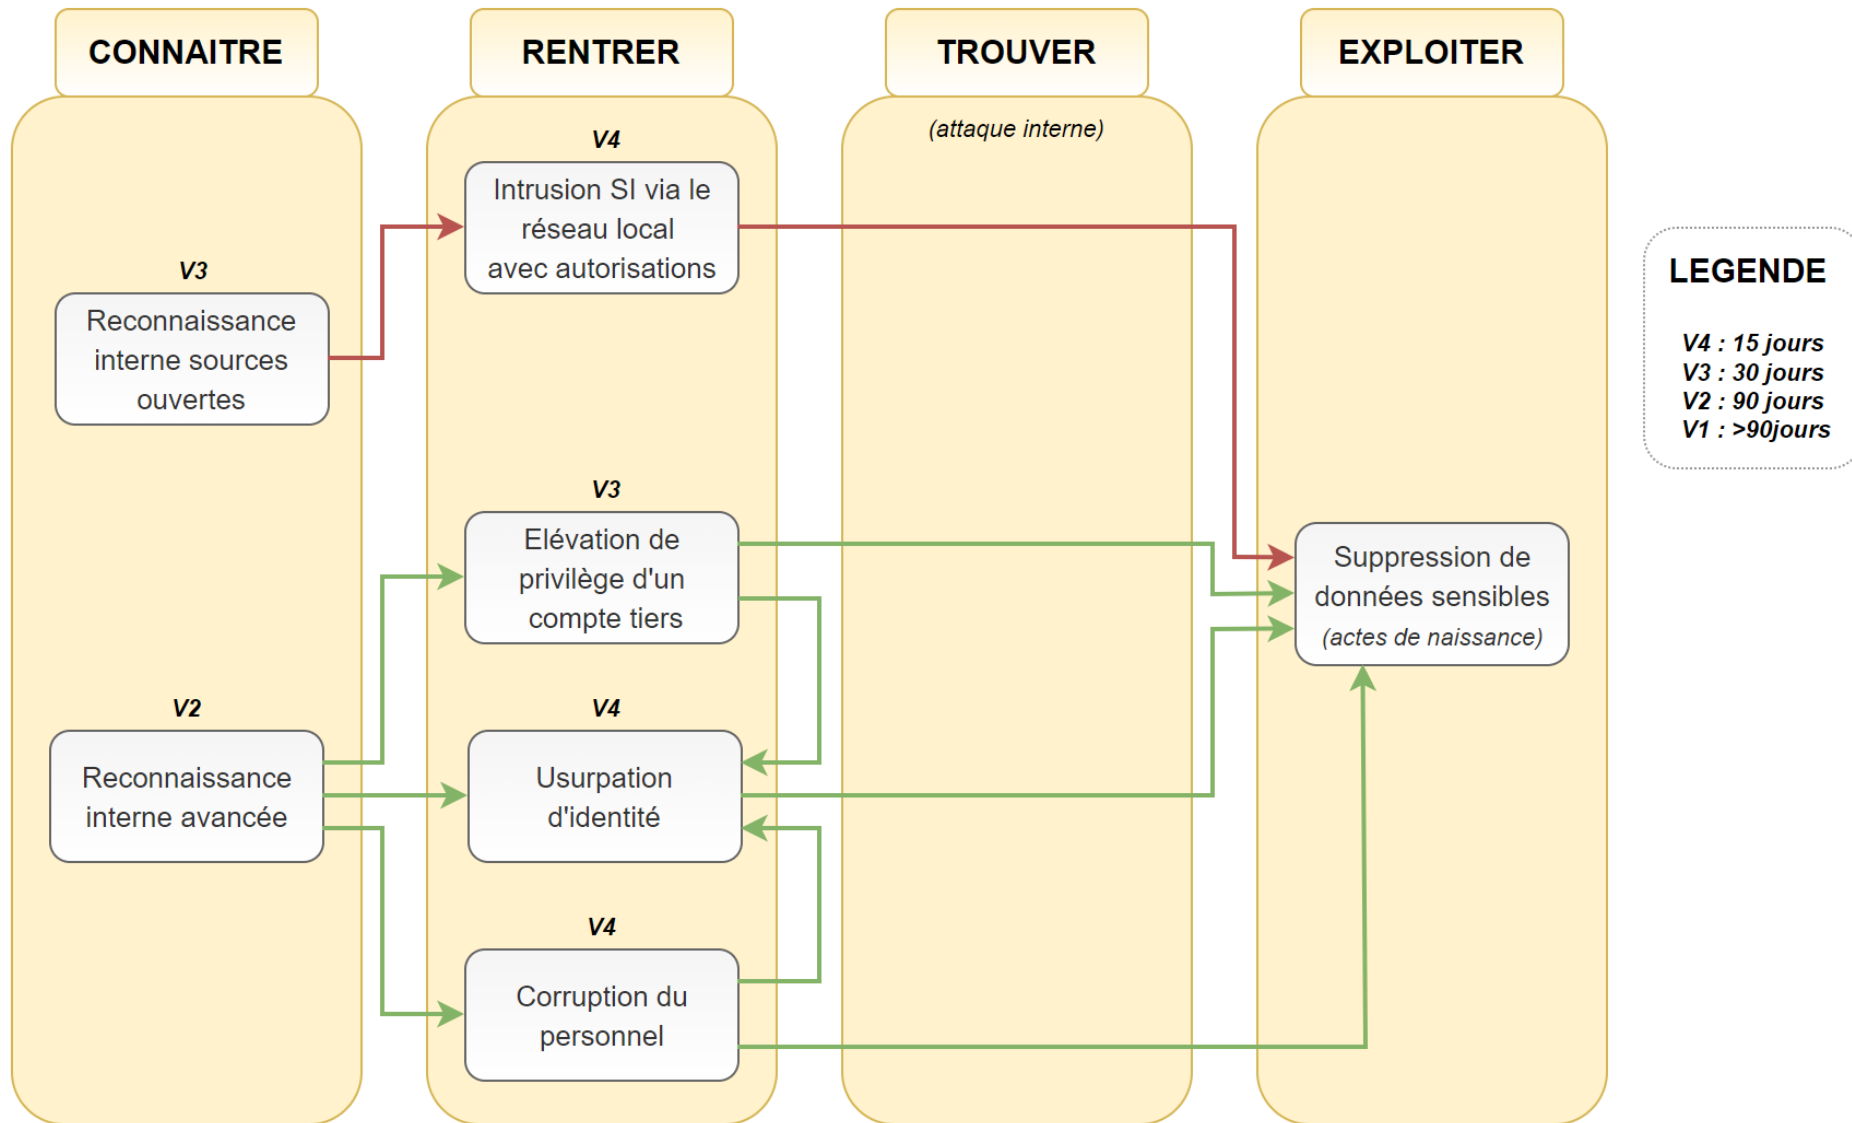 CONNAITRE
RENTRER
TROUVER
EXPLOITER
(attaque interne)
V4
Intrusion SI via le
réseau local
avec autorisations
V3
Reconnaissance
interne sources
ouvertes
LEGENDE
V4 : 15 jours
V3 : 30 jours
V2 : 90 jours
V1 : >90jours
V3
Elévation de
privilège d'un
compte tiers
Suppression de
données sensibles
(actes de naissance)
V2
Reconnaissance
interne avancée
V4
Usurpation
d'identité
V4
Corruption du
personnel